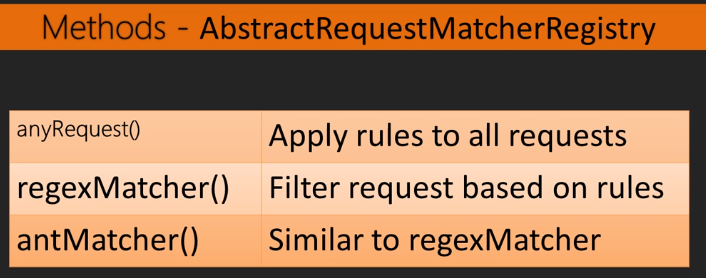 Methods - AbstractRequestMatcherRegistry
anyRequest() Apply rules to all requests
regexMatcher() Filter request based on rules
antMatcher() Similar to regexMatcher